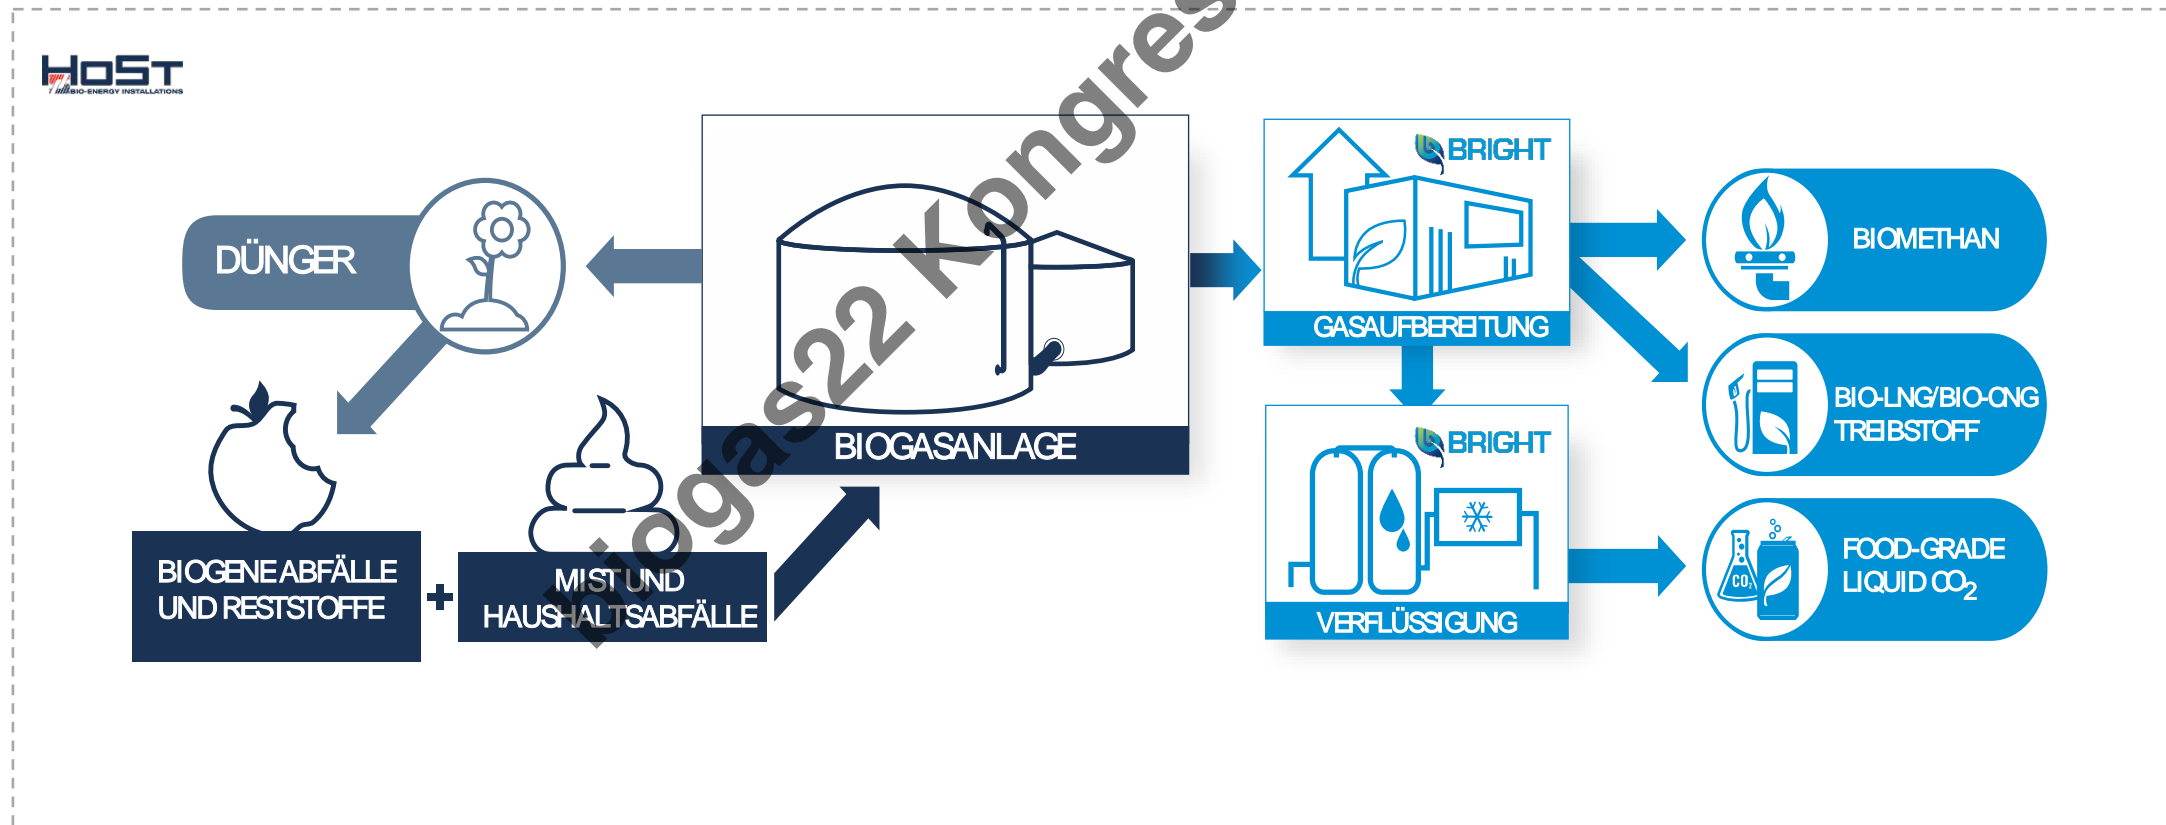 HoST
BIO-ENERGY INSTALLATIONS
DÜNGER
BIOGENE ABFÄLLE
UND RESTSTOFFE
+
MIST UND
HAUSHALTSABFÄLLE
BIOGASANLAGE
BRIGHT
GASAUFBEREITUNG
BRIGHT
VERFLÜSSIGUNG
BIOMETHAN
BIO-LNG/BIO-CNG
TREIBSTOFF
CO₂
FOOD-GRADE
LIQUID CO₂
biogas22 Kongres